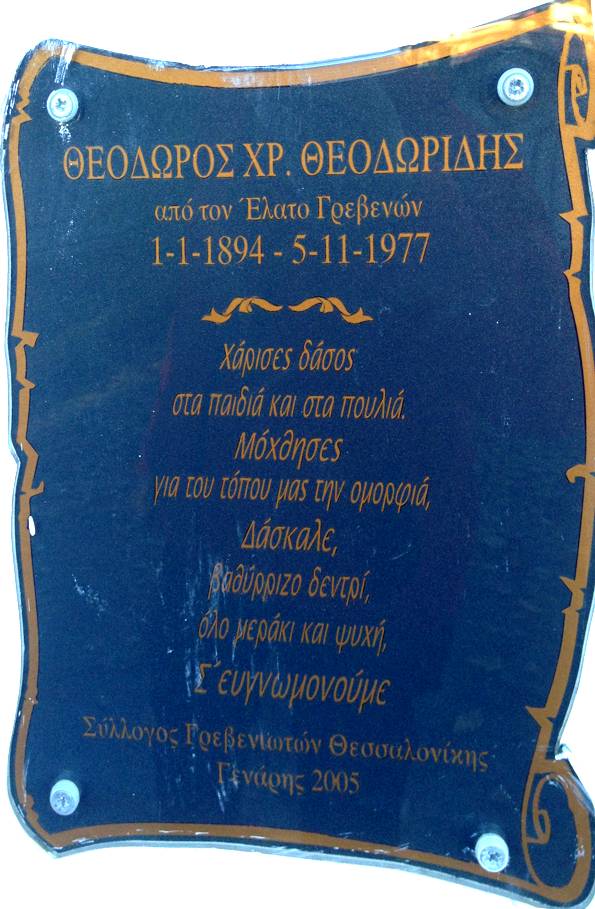 ΘΕΟΔΩΡΟΣ ΧΡ. ΘΕΟΔΩΡΙΔΗΣ
από τον Έλατο Γρεβενών
1-1-1894 - 5-11-1977
Χάρισες δάσος
στα παιδιά και στα πουλιά.
Μόχθησες
για του τόπου μας την ομορφιά,
Δάσκαλε,
βαθύρριζο δεντρί,
όλο μεράκι και ψυχή,
Σ΄ευγνωμονούμε
Σύλλογος Γρεβενιωτών Θεσσαλονίκης
Γενάρης 2005